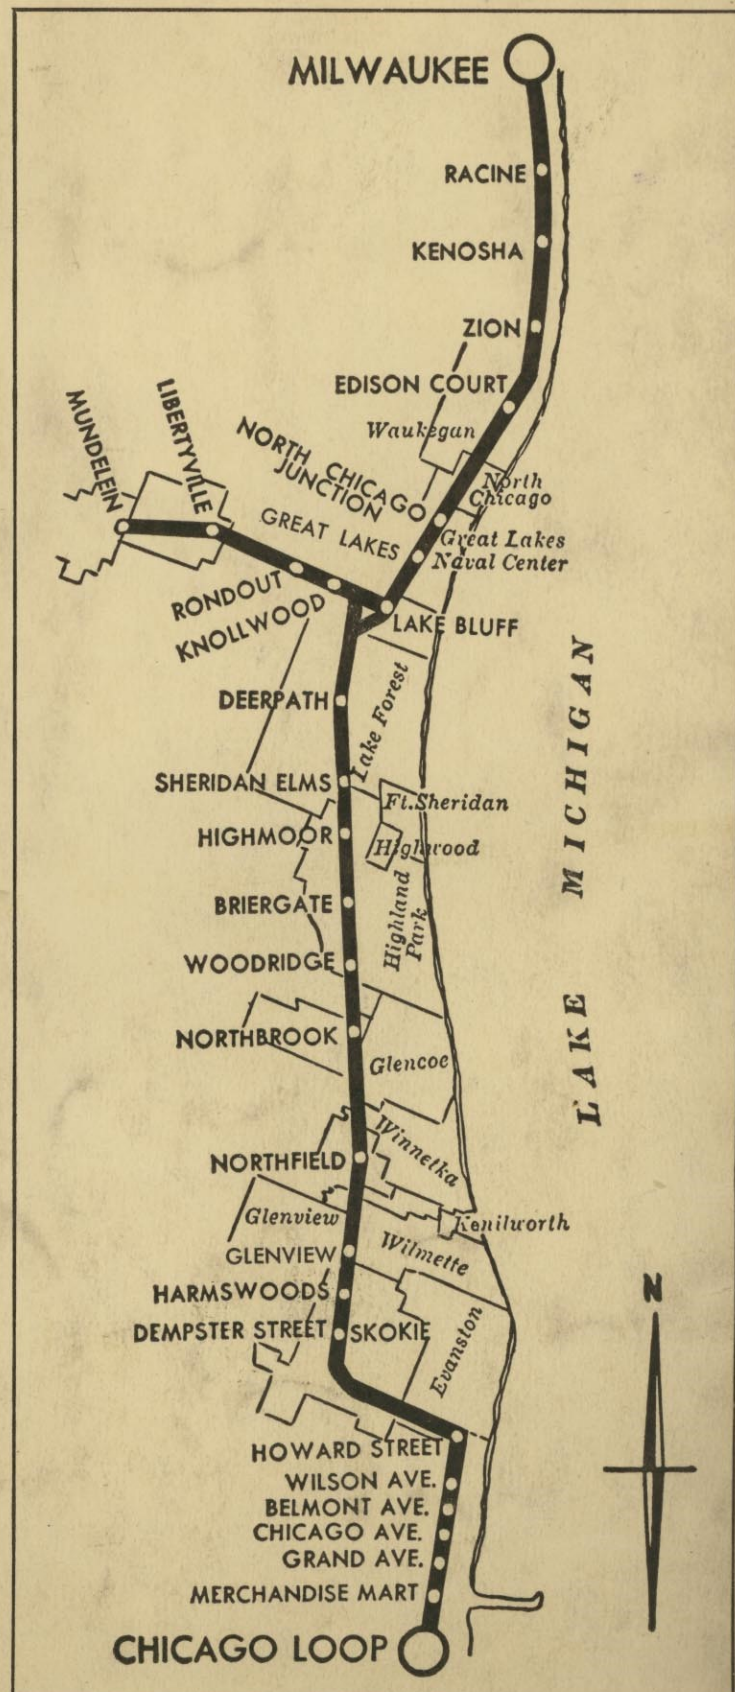 MILWAUKEE
RACINE
KENOSHA
ZION
EDISON COURT
Waukegan
MUNDELEIN
LIBERTYVILLE
NORTH CHICAGO
JUNCTION
North
Chicago
GREAT LAKES
Great Lakes
Naval Center
RONDOUT
KNOLLWOOD
LAKE BLUFF
DEERPATH
Lake Forest
SHERIDAN ELMS
Ft. Sheridan
HIGHMOOR
Highwood
BRIERGATE
Highland
Park
WOODRIDGE
LAKE MICHIGAN
NORTHBROOK
Glencoe
Winnetka
NORTHFIELD
Glenview
Kenilworth
GLENVIEW
Wilmette
HARMSWOODS
N
DEMPSTER STREET
SKOKIE
Evanston
HOWARD STREET
WILSON AVE.
BELMONT AVE.
CHICAGO AVE.
GRAND AVE.
MERCHANDISE MART
CHICAGO LOOP